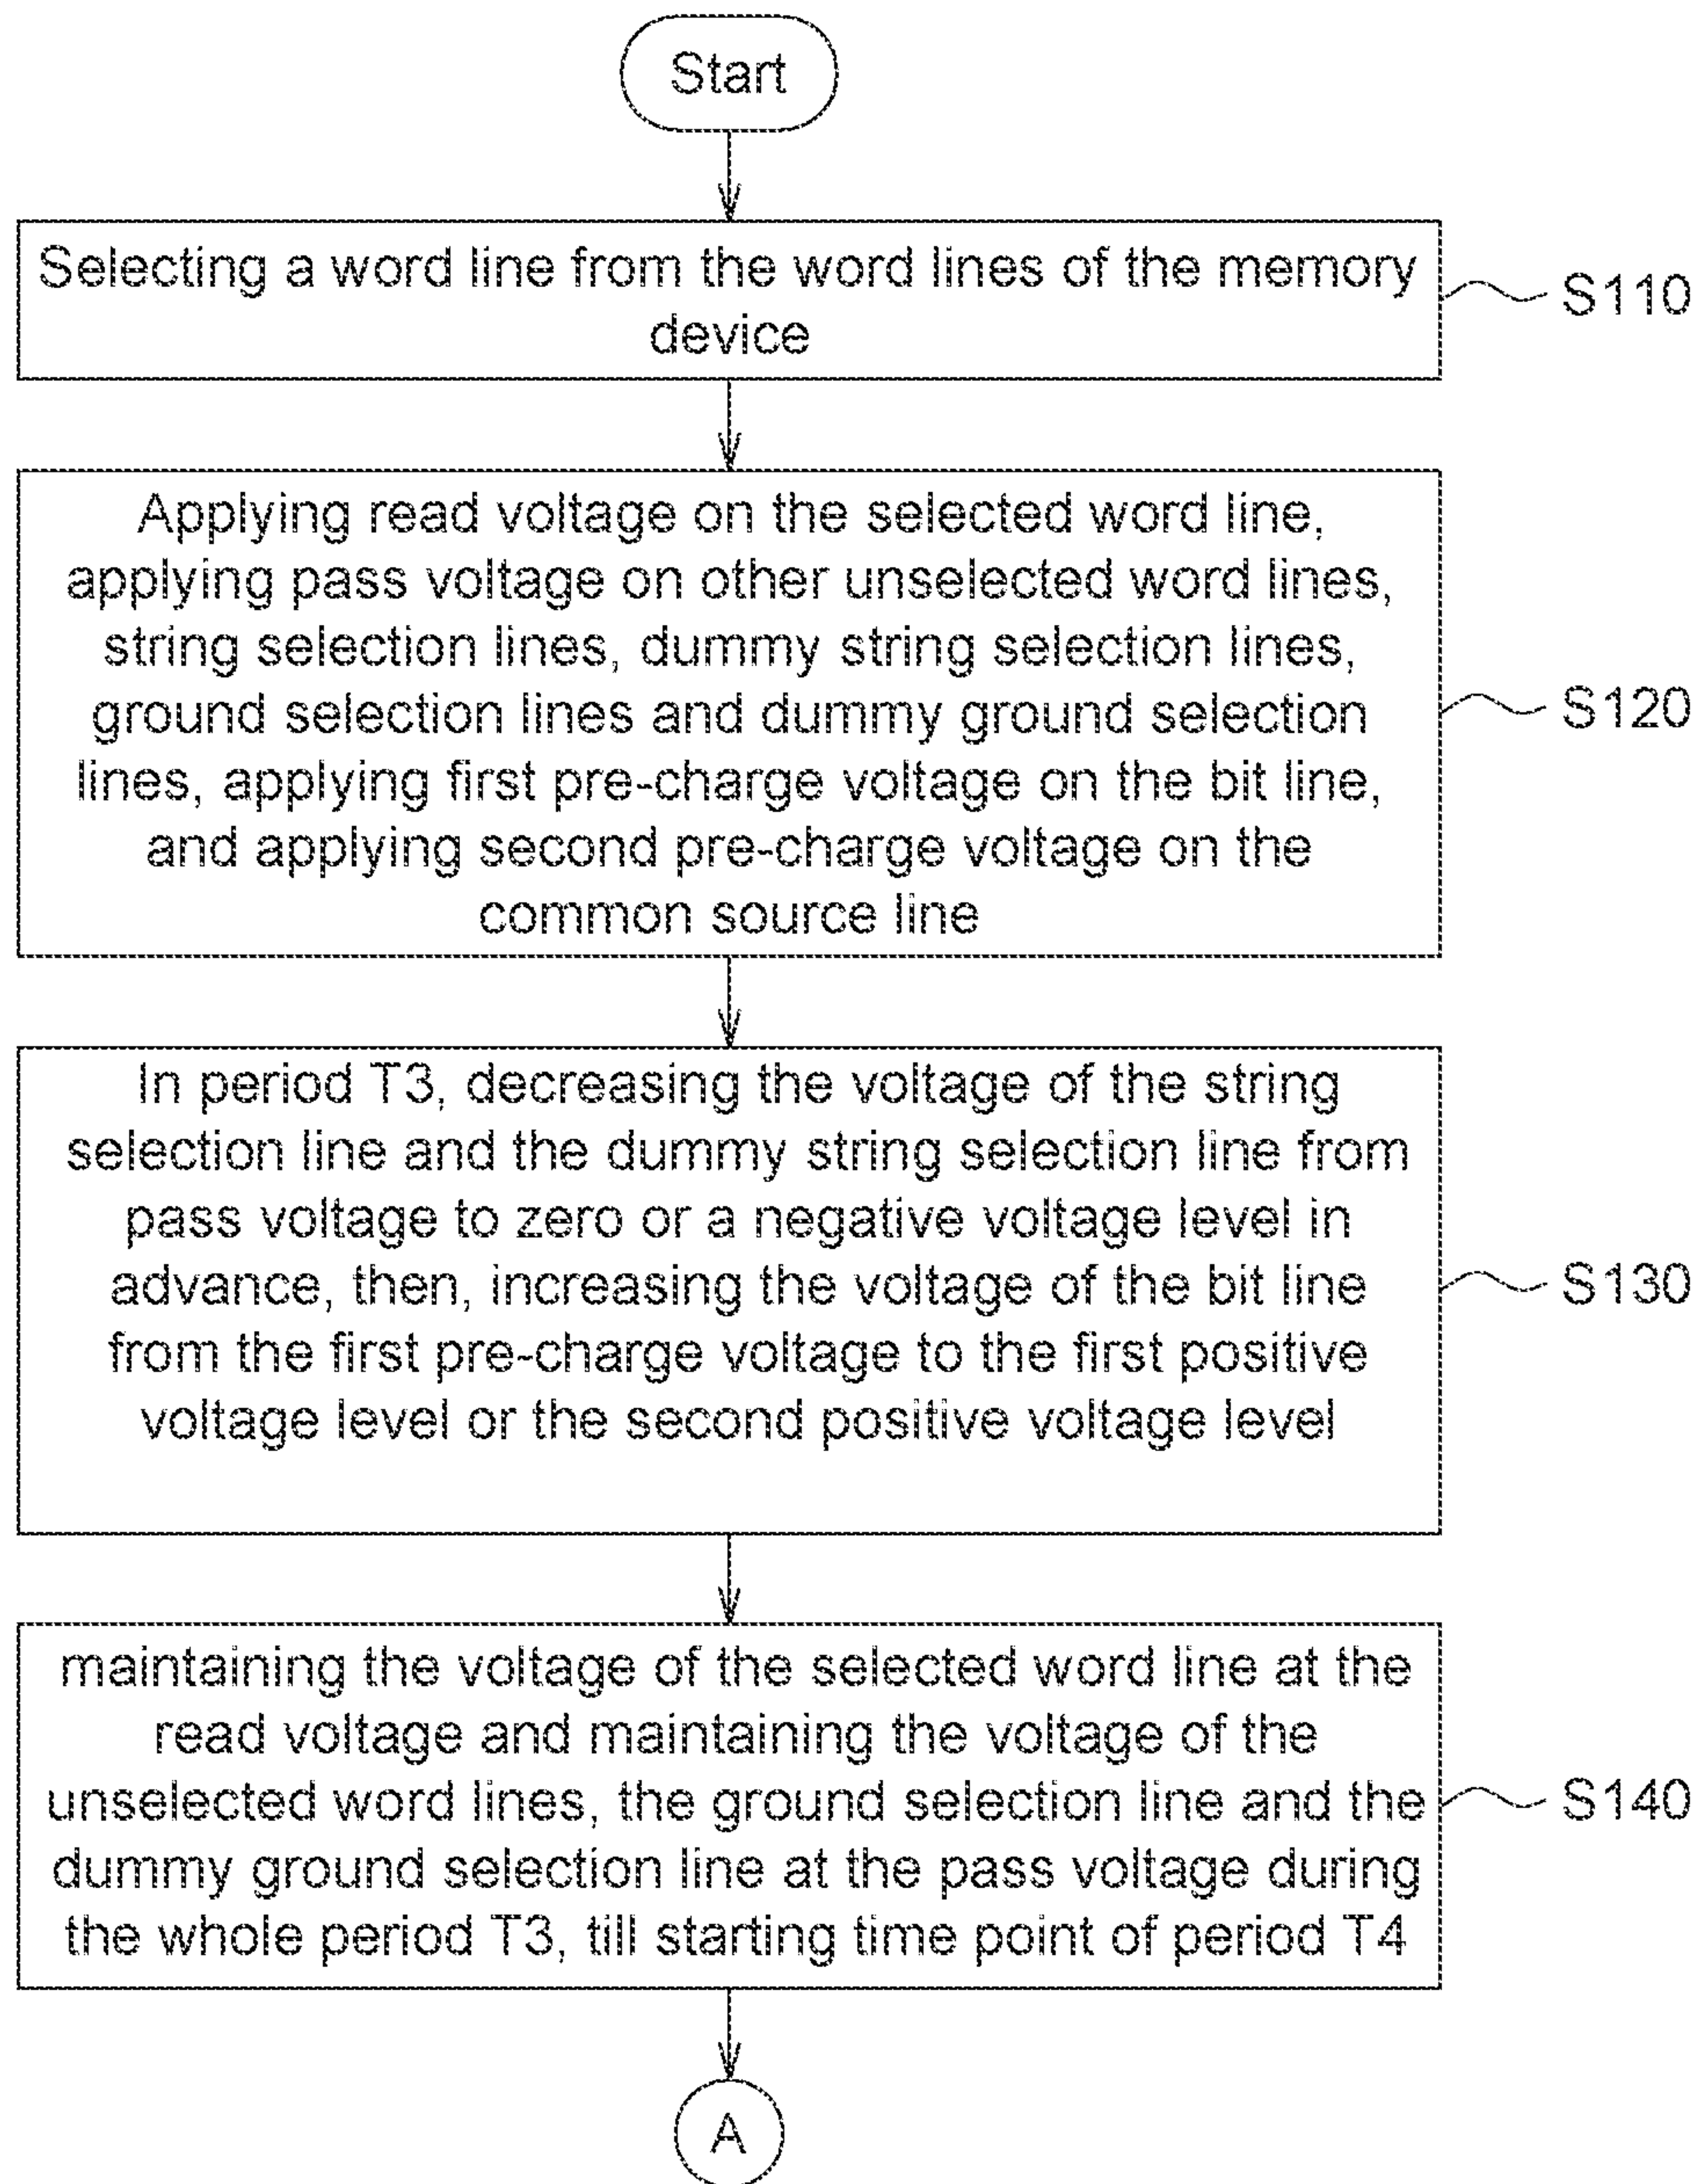 Start
Selecting a word line from the word lines of the memory
device
S110
Applying read voltage on the selected word line,
applying pass voltage on other unselected word lines,
string selection lines, dummy string selection lines,
ground selection lines and dummy ground selection
lines, applying first pre-charge voltage on the bit line,
and applying second pre-charge voltage on the
common source line
S120
In period T3, decreasing the voltage of the string
selection line and the dummy string selection line from
pass voltage to zero or a negative voltage level in
advance, then, increasing the voltage of the bit line
from the first pre-charge voltage to the first positive
voltage level or the second positive voltage level
S130
maintaining the voltage of the selected word line at the
read voltage and maintaining the voltage of the
unselected word lines, the ground selection line and the
dummy ground selection line at the pass voltage during
the whole period T3, till starting time point of period T4
S140
A